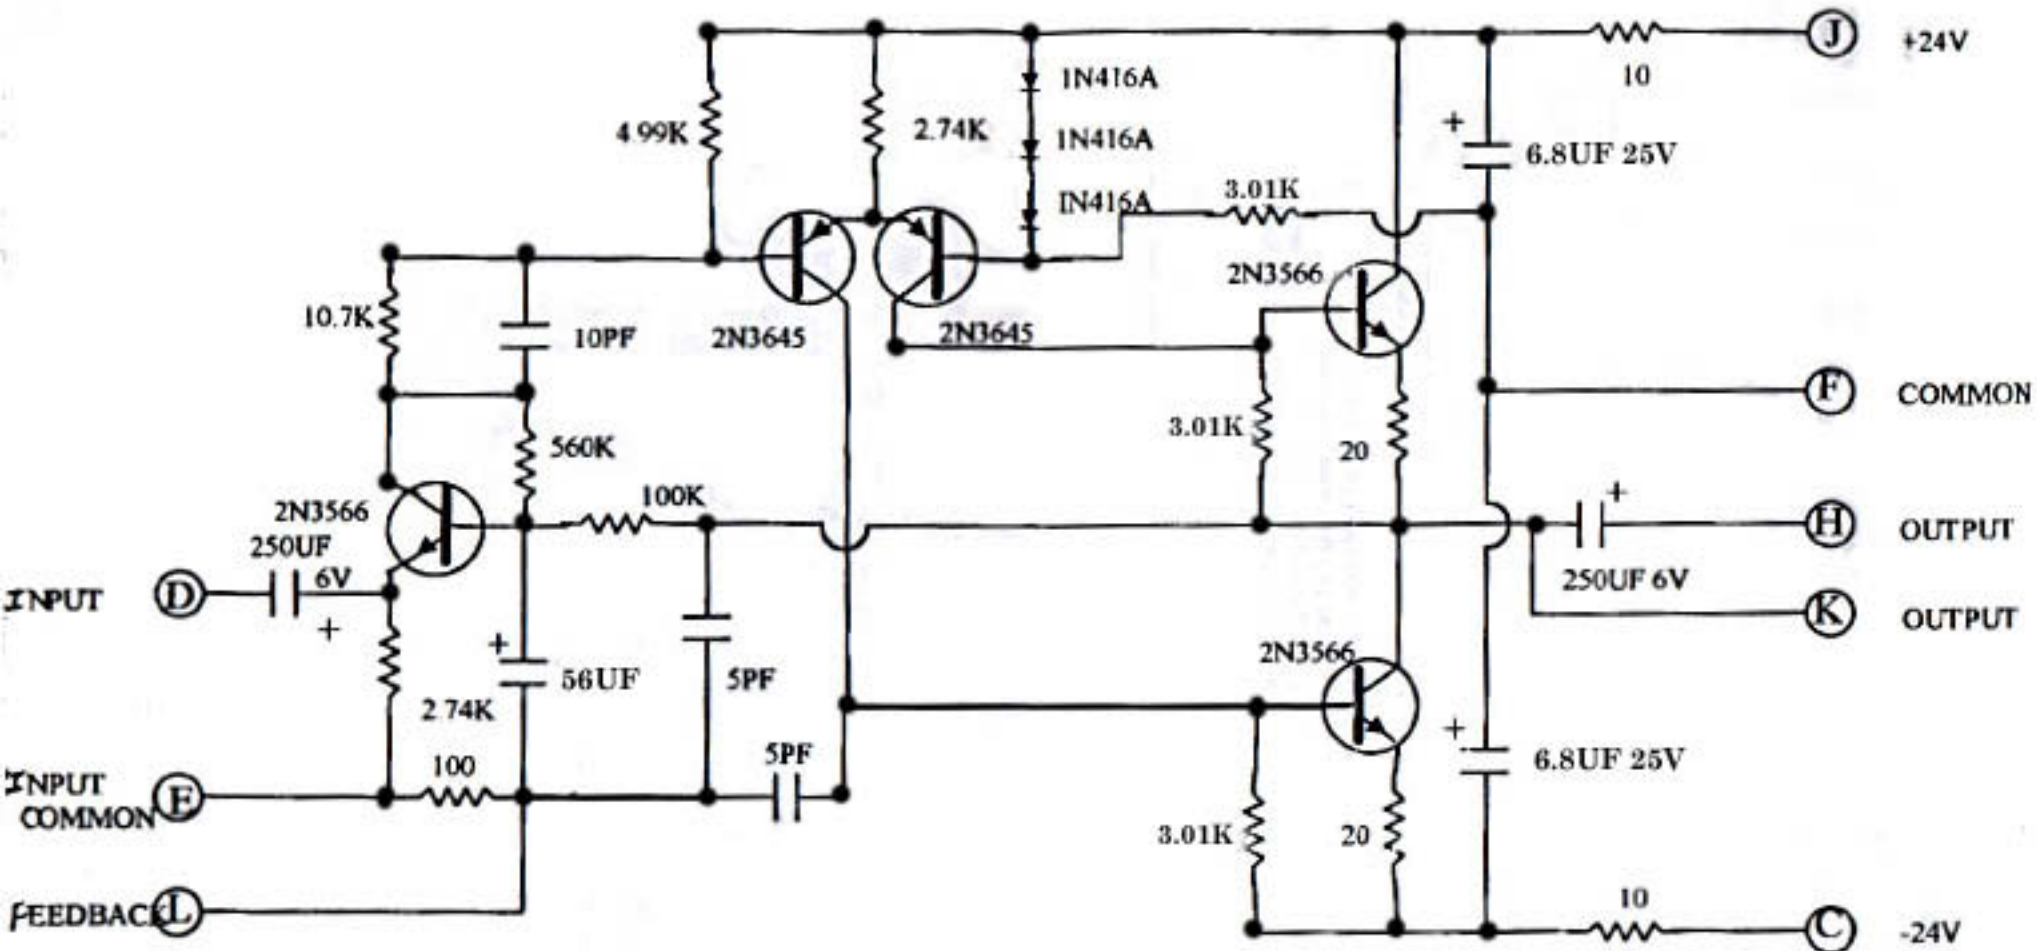 J +24V
10
1N416A
4.99K
2.74K
1N416A
6.8UF 25V
+
1N416A
3.01K
2N3566
10.7K
10PF
2N3645
2N3645
F COMMON
3.01K
20
560K
100K
2N3566
+
H OUTPUT
250UF
6V
250UF 6V
INPUT D
+
K OUTPUT
+
2N3566
56UF
5PF
2.74K
+
6.8UF 25V
100
5PF
INPUT
COMMON E
3.01K
20
10
FEEDBACK L
C -24V